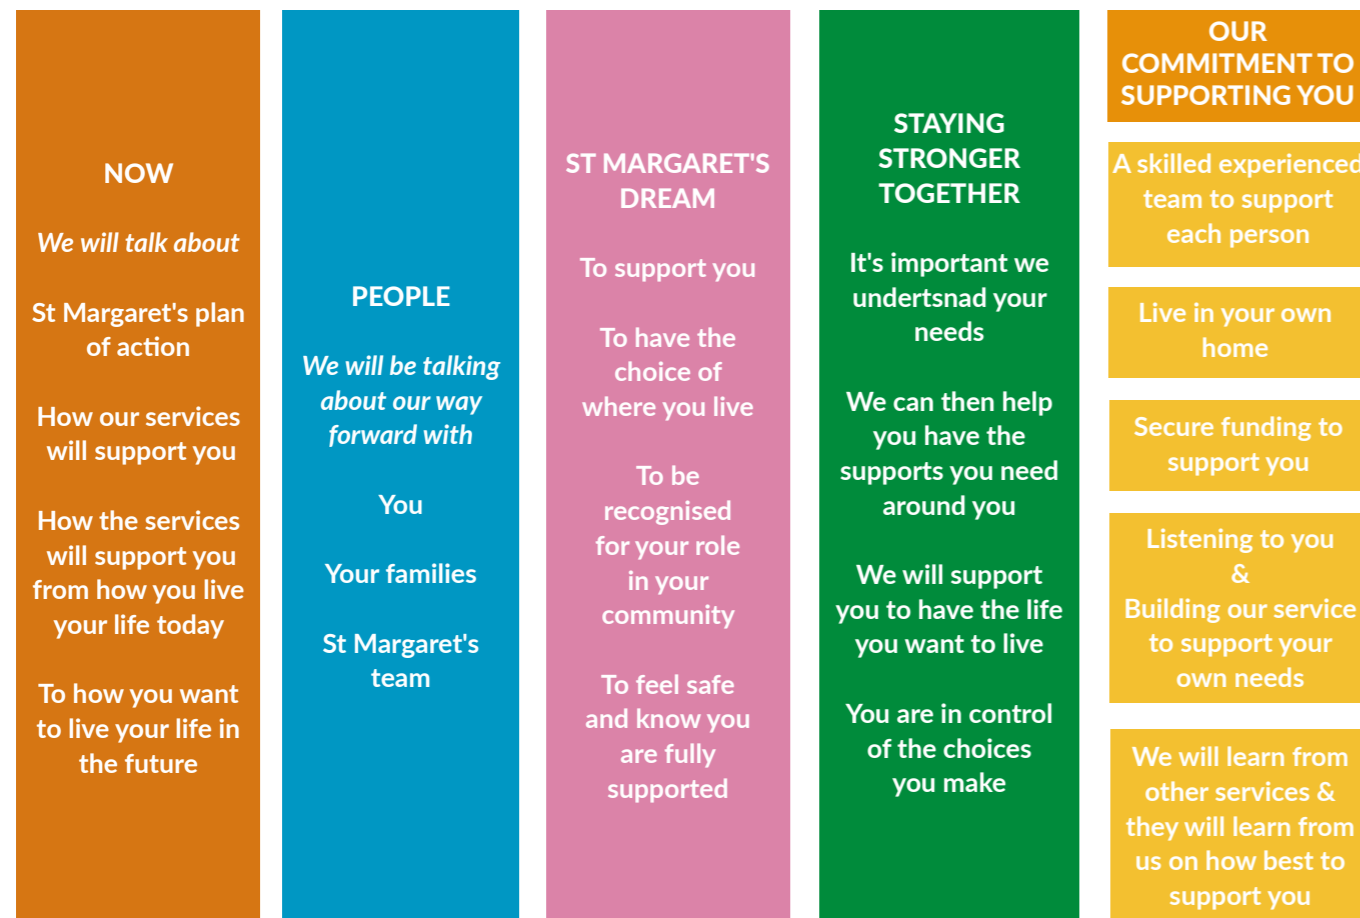 NOW
We will talk about
St Margaret's plan
of action
How our services
will support you
How the services
will support you
from how you live
your life today
To how you want
to live your life in
the future
PEOPLE
We will be talking
about our way
forward with
You
Your families
St Margaret's
team
ST MARGARET'S
DREAM
To support you
To have the
choice of
where you live
To be
recognised
for your role
in your
community
To feel safe
and know you
are fully
supported
STAYING
STRONGER
TOGETHER
It's important we
undertsnad your
needs
We can then help
you have the
supports you need
around you
We will support
you to have the life
you want to live
You are in control
of the choices
you make
OUR
COMMITMENT TO
SUPPORTING YOU
A skilled experienced
team to support
each person
Live in your own
home
Secure funding to
support you
Listening to you
&
Building our service
to support your
own needs
We will learn from
other services &
they will learn from
us on how best to
support you